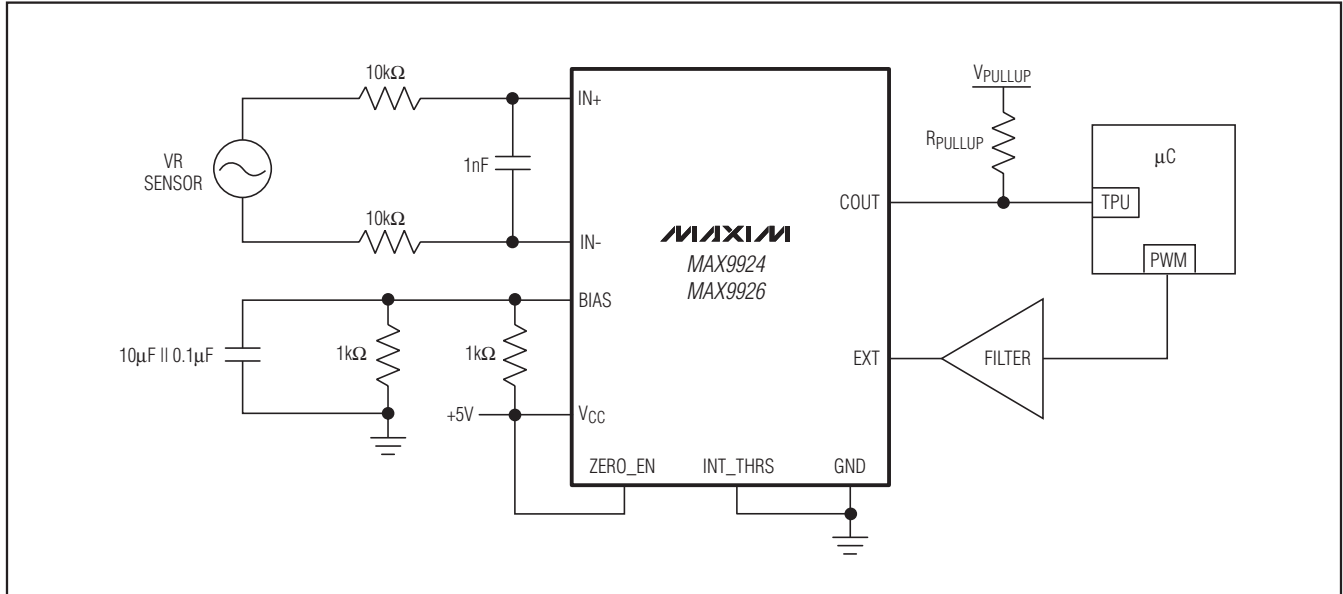 10kΩ
IN+
VR
SENSOR
1nF
10kΩ
IN-
MAXIM
MAX9924
MAX9926
BIAS
10µF II 0.1µF
1kΩ
1kΩ
+5V
VCC
ZERO_EN
INT_THRS
GND
COUT
EXT
VPULLUP
RPULLUP
µC
TPU
PWM
FILTER